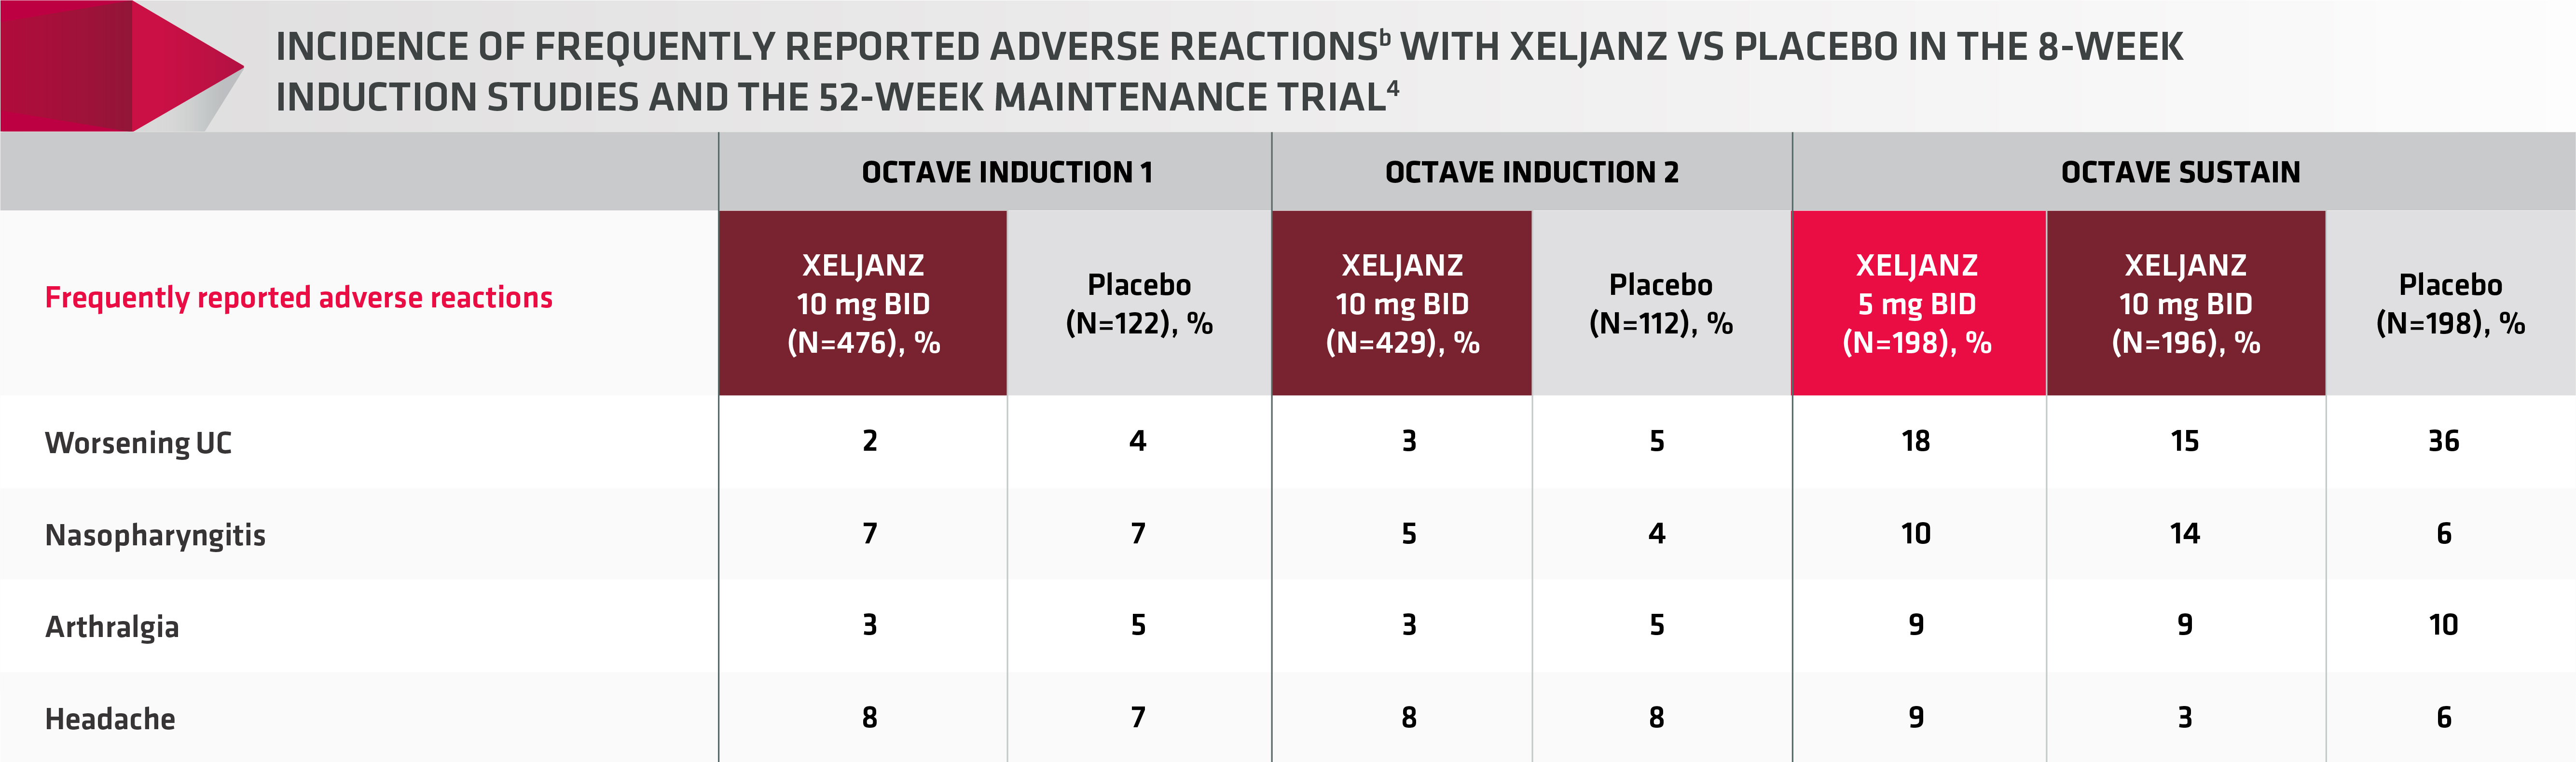 INCIDENCE OF FREQUENTLY REPORTED ADVERSE REACTIONSᵇ WITH XELJANZ VS PLACEBO IN THE 8-WEEK
INDUCTION STUDIES AND THE 52-WEEK MAINTENANCE TRIAL⁴
OCTAVE INDUCTION 1 OCTAVE INDUCTION 2 OCTAVE SUSTAIN
Frequently reported adverse reactions
XELJANZ
10 mg BID
(N=476), %
Placebo
(N=122), %
XELJANZ
10 mg BID
(N=429), %
Placebo
(N=112), %
XELJANZ
5 mg BID
(N=198), %
XELJANZ
10 mg BID
(N=196), %
Placebo
(N=198), %
Worsening UC 2 4 3 5 18 15 36
Nasopharyngitis 7 7 5 4 10 14 6
Arthralgia 3 5 3 5 9 9 10
Headache 8 7 8 8 9 3 6